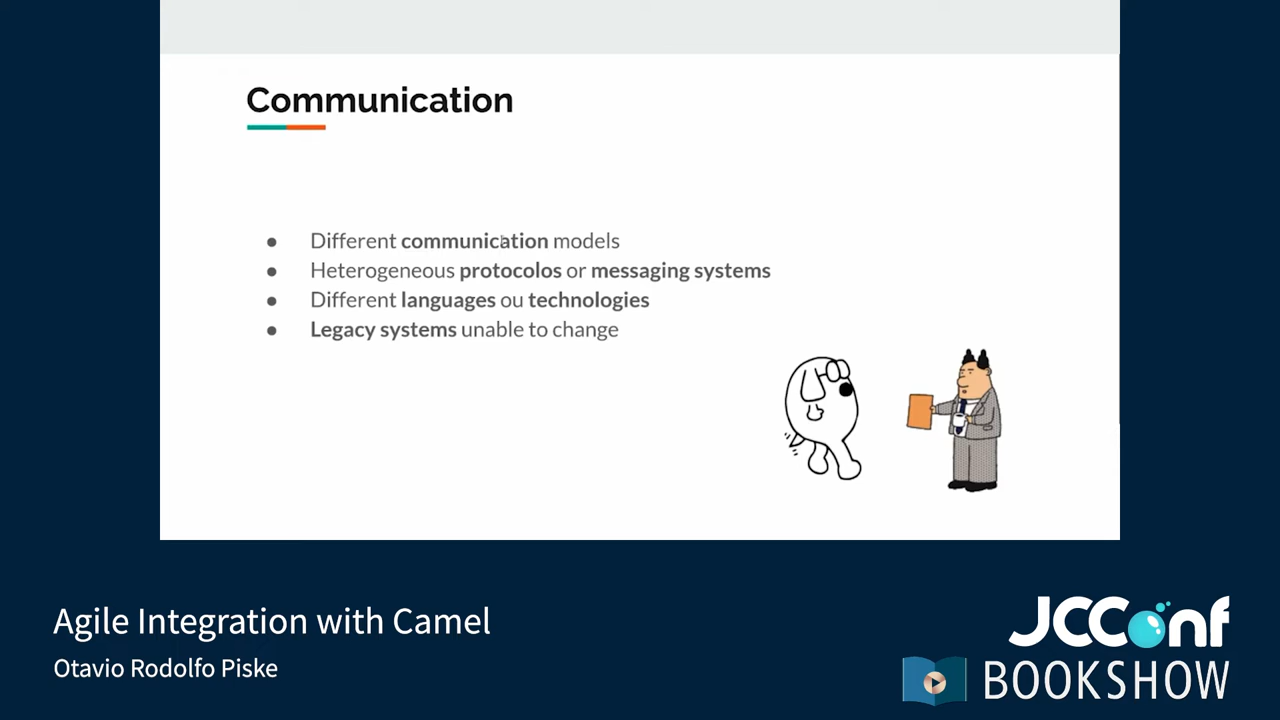 Communication
● Different communication models
● Heterogeneous protocolos or messaging systems
● Different languages ou technologies
● Legacy systems unable to change
Agile Integration with Camel
Otavio Rodolfo Piske
JCConf
BOOKSHOW